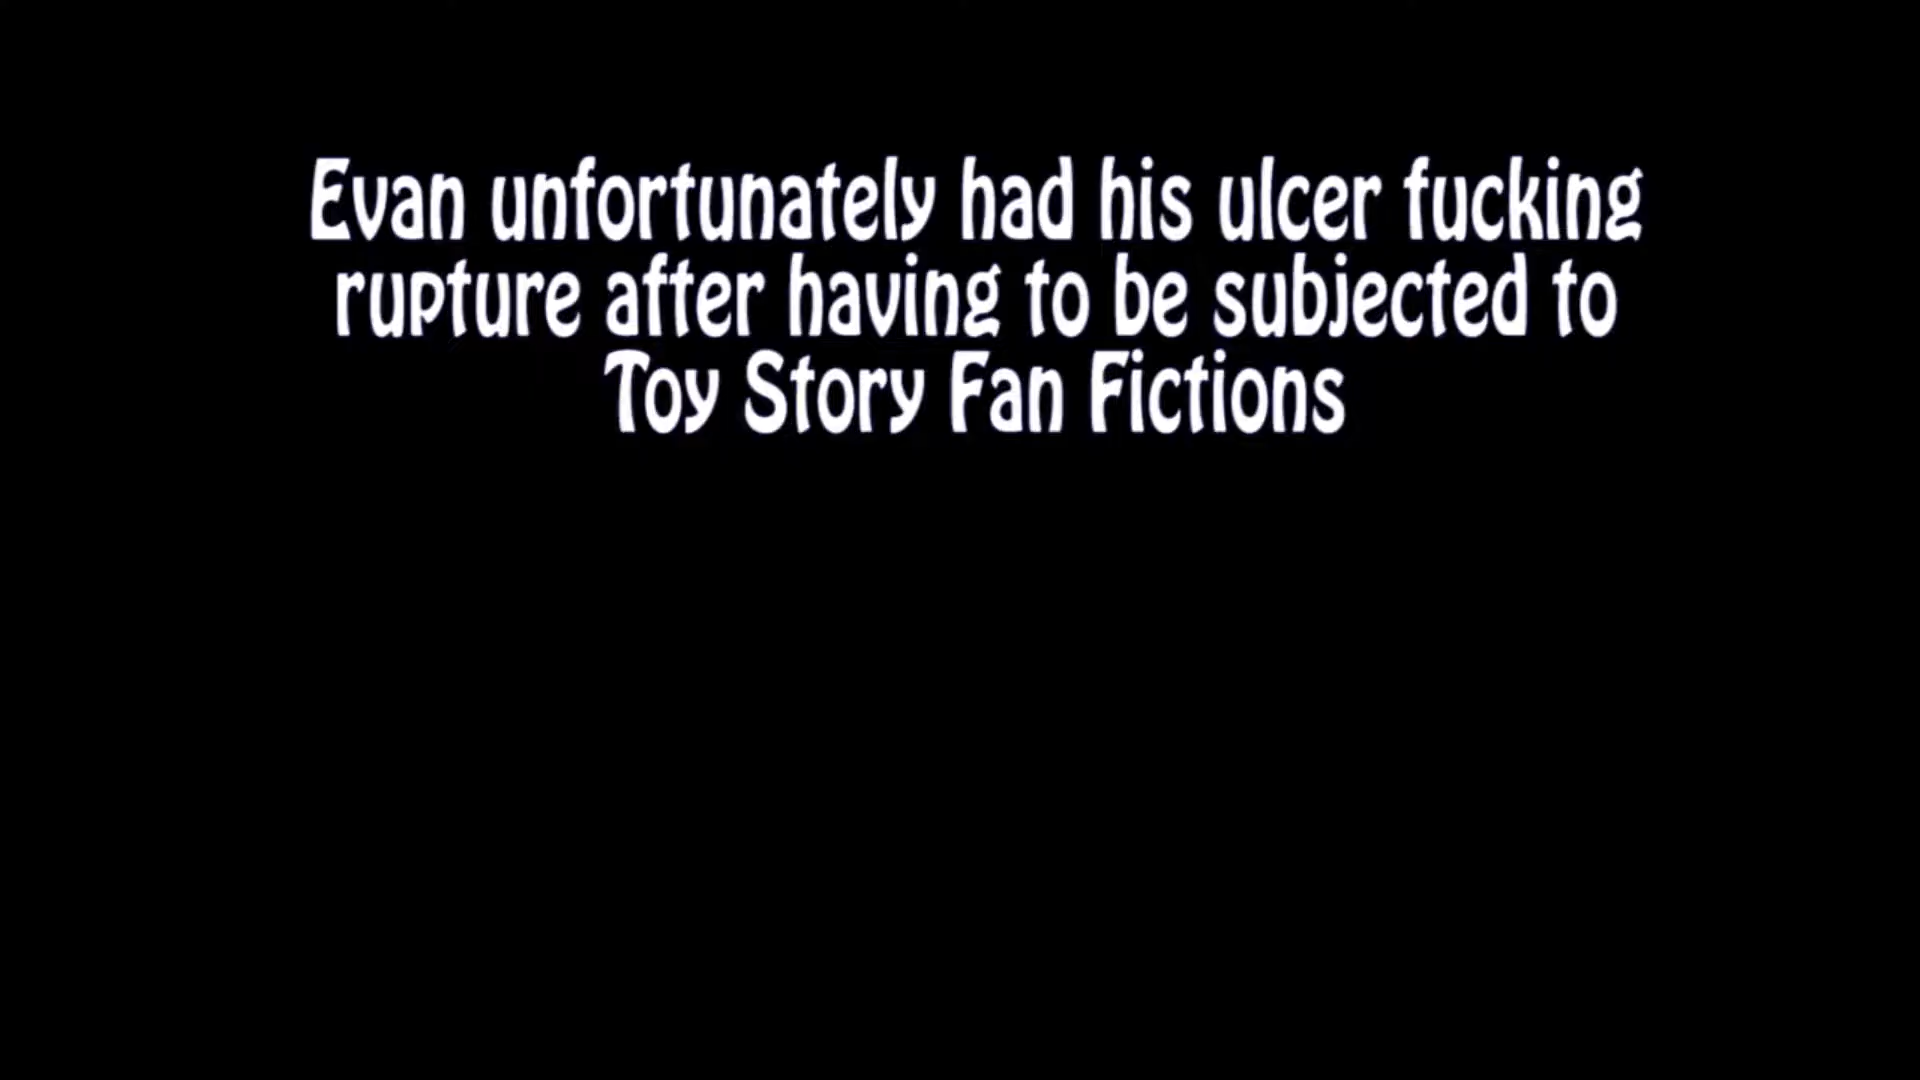 Evan unfortunately had his ulcer fucking
rupture after having to be subjected to
Toy Story Fan Fictions